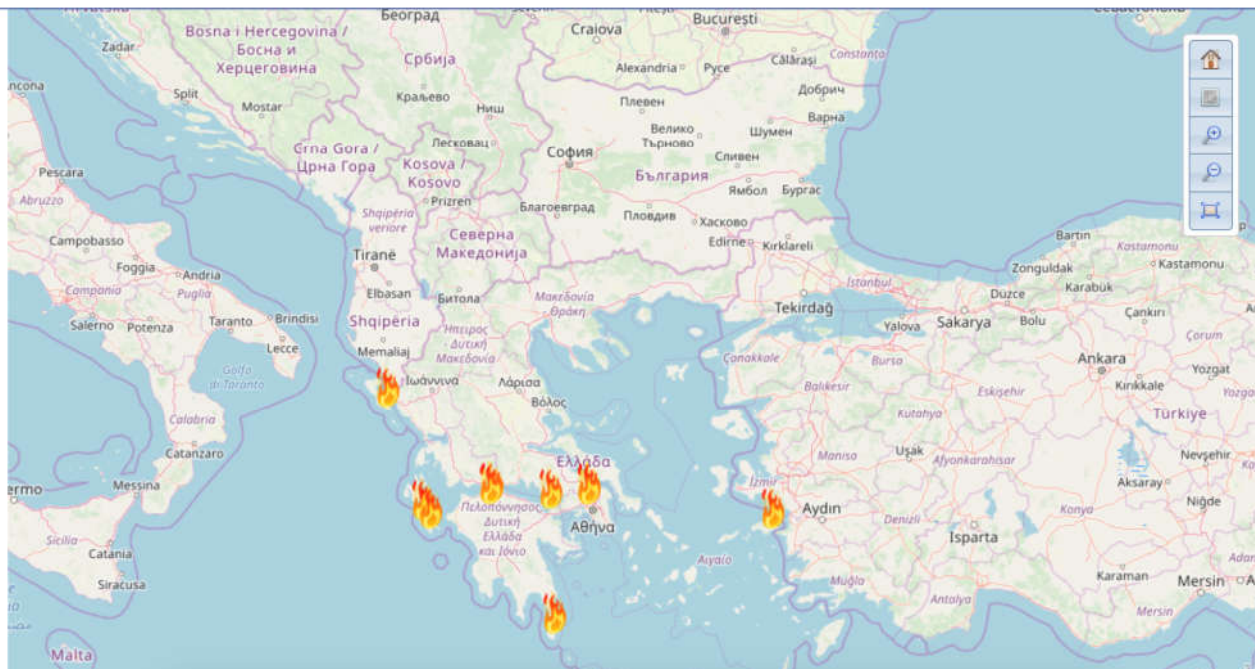 Београд
București
Craiova
Zadar
Bosna i Hercegovina /
Босна и
Херцеговина
Србија
Constanța
Alexandria
Русе
Călărași
Split
Краљево
Плевен
Добрич
Mostar
Ниш
Варна
Велико
Търново
Шумен
Crna Gora /
Црна Гора
Лесковац
Kosova /
Kosovo
София
Сливен
Pescara
България
Prizren
Ямбол
Бургас
Abruzzo
Shqipëria
veriore
Благоевград
Пловдив
Хасково
Campobasso
Северна
Македонија
Edirne
Kırklareli
Bartın
Kastamonu
Tiranë
Foggia
Andria
Zonguldak
Kastamonu
Campania
Puglia
Elbasan
Битола
Μακεδονία
Θράκη
İstanbul
Düzce
Karabük
Tekirdağ
Salerno
Potenza
Taranto
Brindisi
Shqipëria
Ήπειρος
Δυτική
Μακεδονία
Yalova
Sakarya
Bolu
Çankırı
Lecce
Memaliaj
Çanakkale
Bursa
Çorum
Golfo
di Taranto
Ιωάννινα
Λάρισα
Βόλος
Balıkesir
Eskişehir
Ankara
Kırıkkale
Yozgat
Calabria
Kütahya
Türkiye
Catanzaro
Ελλάδα
Manisa
Uşak
Afyonkarahisar
Nevşehir
Messina
İzmir
Aksaray
Niğde
Πελοπόννησος
Δυτική
Ελλάδα
και Ιόνιο
Αθήνα
Aydın
Konya
Sicilia
Denizli
Isparta
Catania
Αιγαίο
Siracusa
Muğla
Antalya
Karaman
Mersin
Mersin
Malta